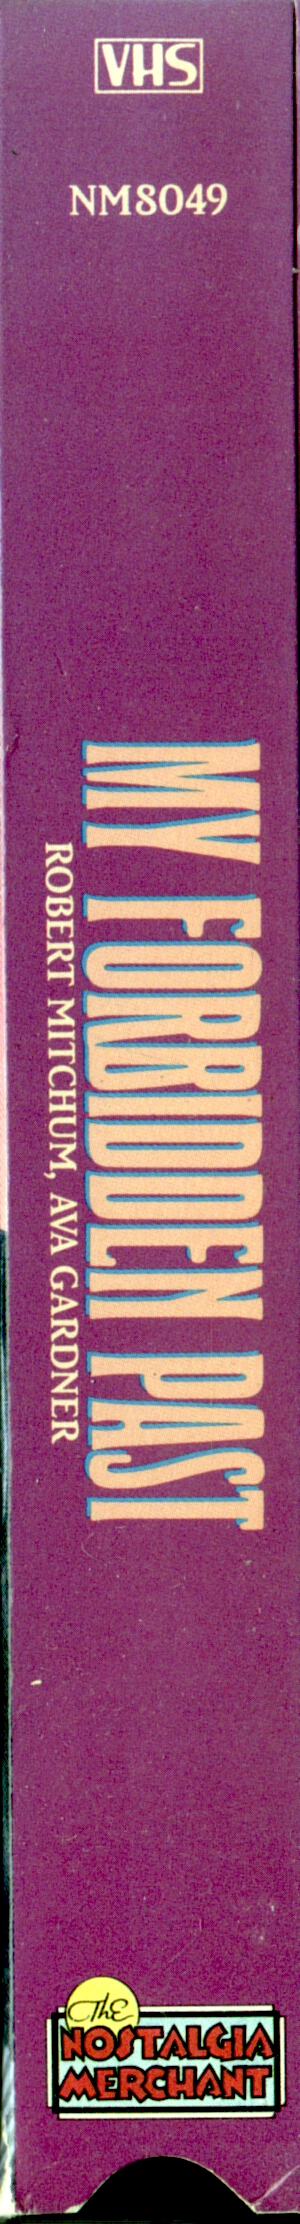 VHS
NM8049
MY FORBIDDEN PAST
ROBERT MITCHUM, AVA GARDNER
The
NOSTALGIA
MERCHANT